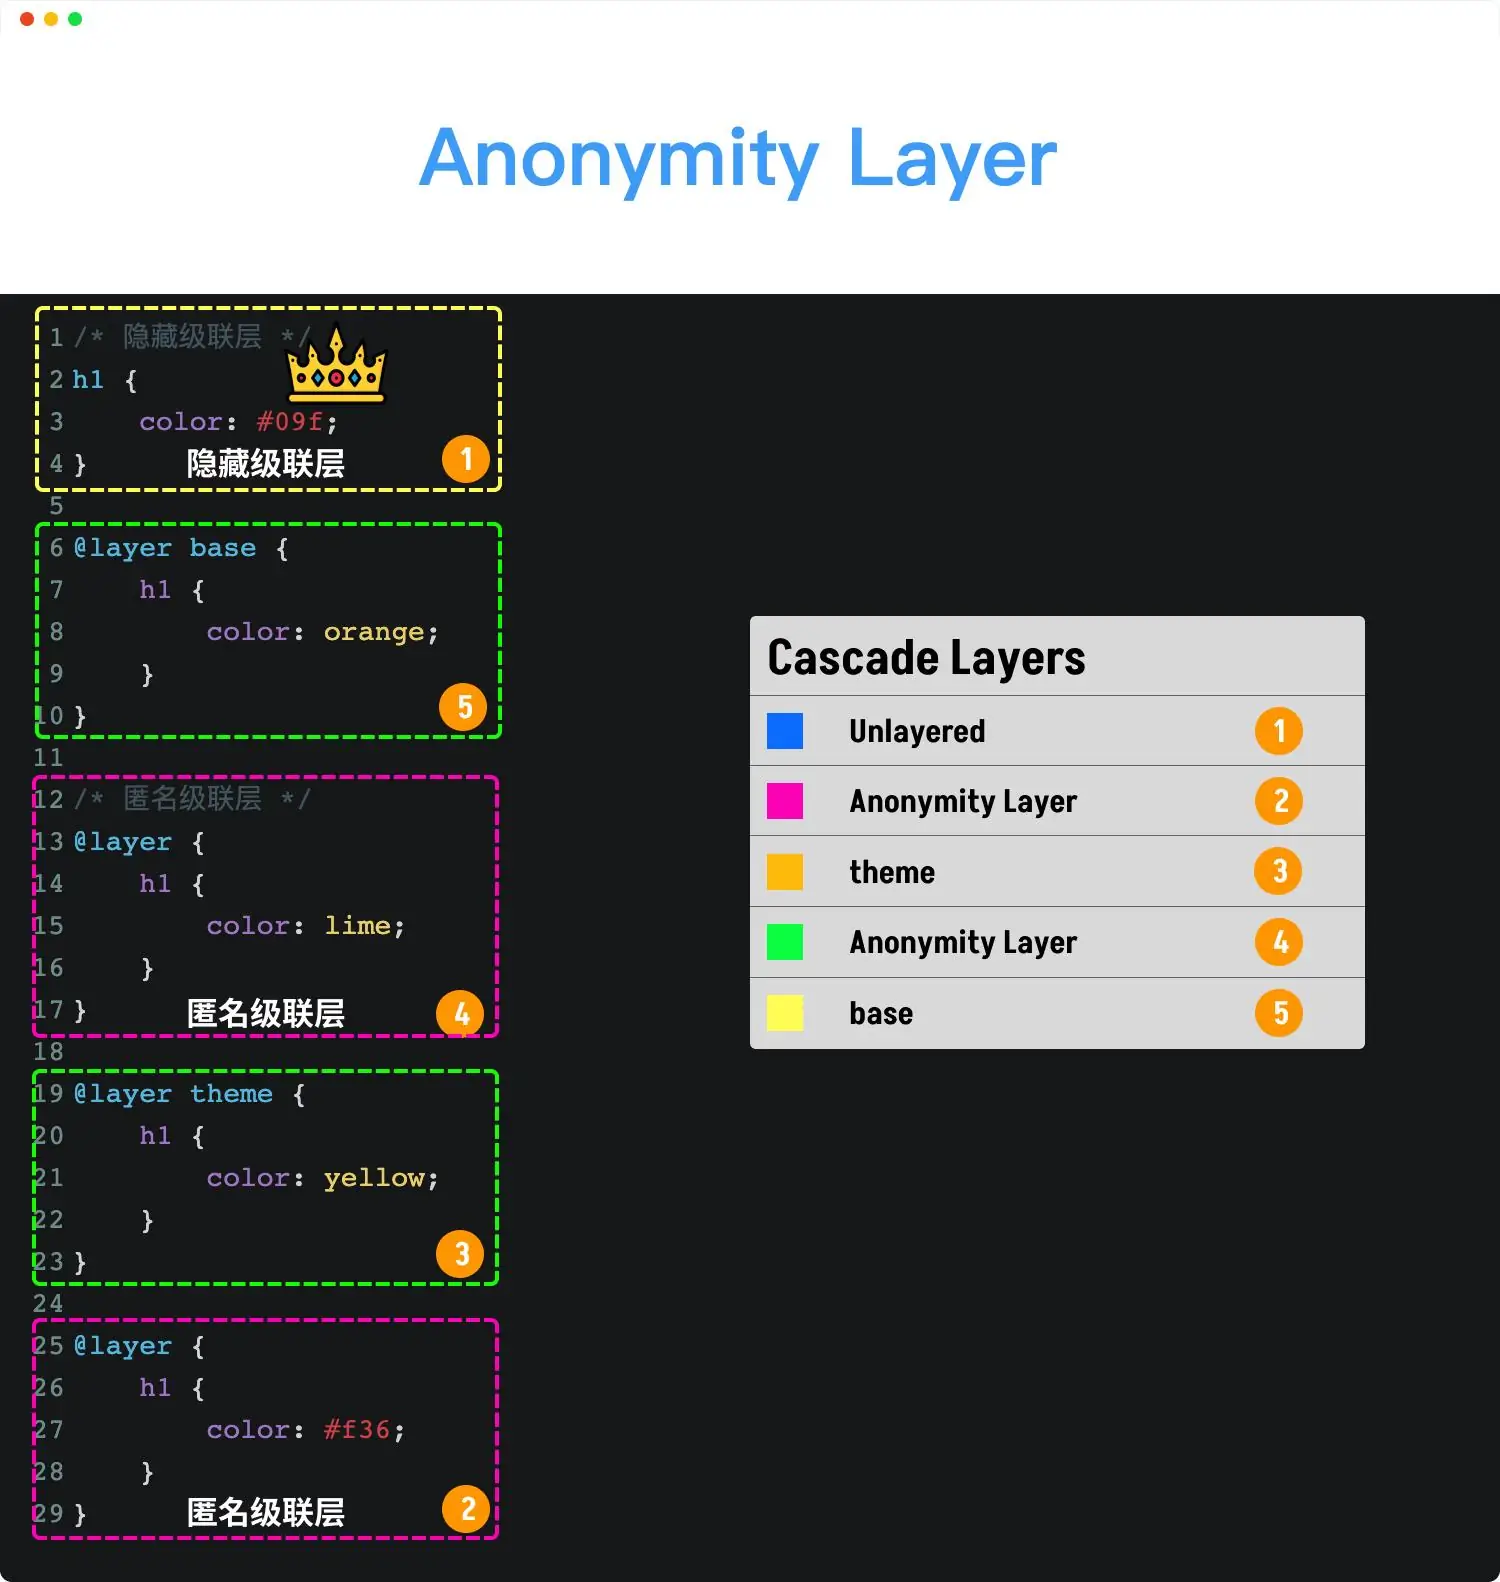 Anonymity Layer
1 /* 隐藏级联层 */
2 h1 {
3 color: #09f;
4 } 隐藏级联层 1
5
6 @layer base {
7 h1 {
8 color: orange;
9 }
10 } 5
11
12 /* 匿名级联层 */
13 @layer {
14 h1 {
15 color: lime;
16 }
17 } 匿名级联层 4
18
19 @layer theme {
20 h1 {
21 color: yellow;
22 }
23 } 3
24
25 @layer {
26 h1 {
27 color: #f36;
28 }
29 } 匿名级联层 2
Cascade Layers
Unlayered 1
Anonymity Layer 2
theme 3
Anonymity Layer 4
base 5